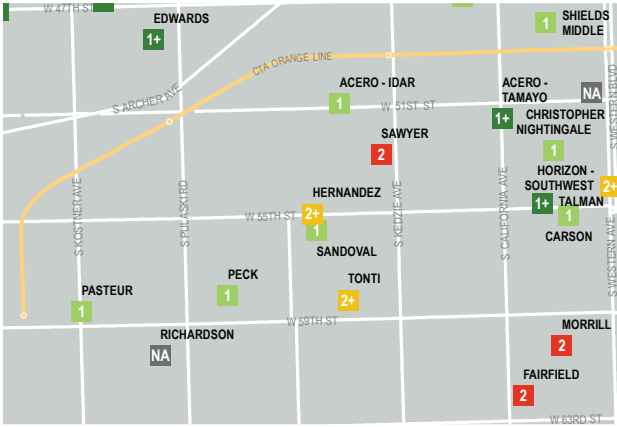 W 47TH ST
EDWARDS
1+
SHIELDS
MIDDLE
1
CTA ORANGE LINE
S ARCHER AVE
ACERO - IDAR
1
W 51ST ST
ACERO -
TAMAYO
1+
NA
S WESTERN BLVD
CHRISTOPHER
NIGHTINGALE
1
SAWYER
2
HORIZON -
SOUTHWEST
2+
1+
TALMAN
1
CARSON
HERNANDEZ
2+
1
SANDOVAL
W 55TH ST
S KOSTNER AVE
S PULASKI RD
S KEDZIE AVE
S CALIFORNIA AVE
S WESTERN AVE
PASTEUR
1
PECK
1
TONTI
2+
W 59TH ST
RICHARDSON
NA
MORRILL
2
FAIRFIELD
2
W 63RD ST